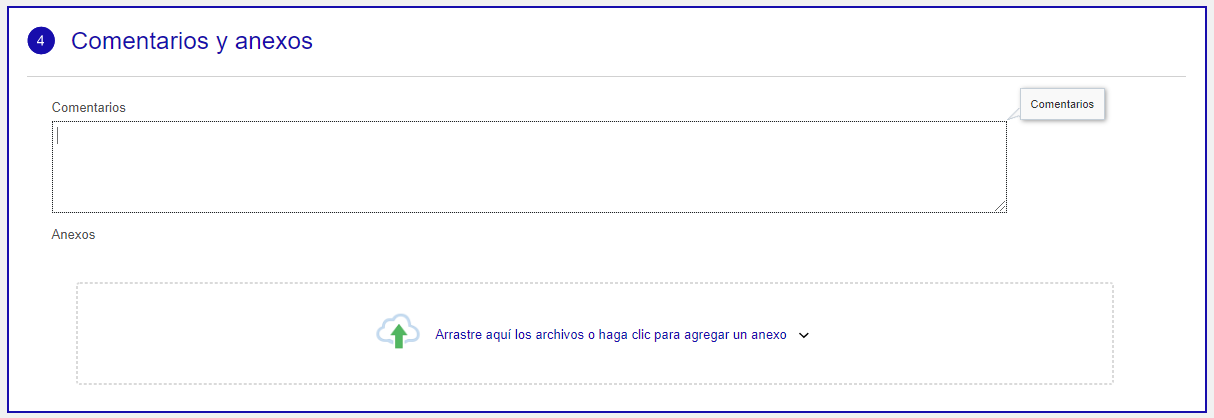 4 Comentarios y anexos
Comentarios
Comentarios
Anexos
Arrastre aquí los archivos o haga clic para agregar un anexo